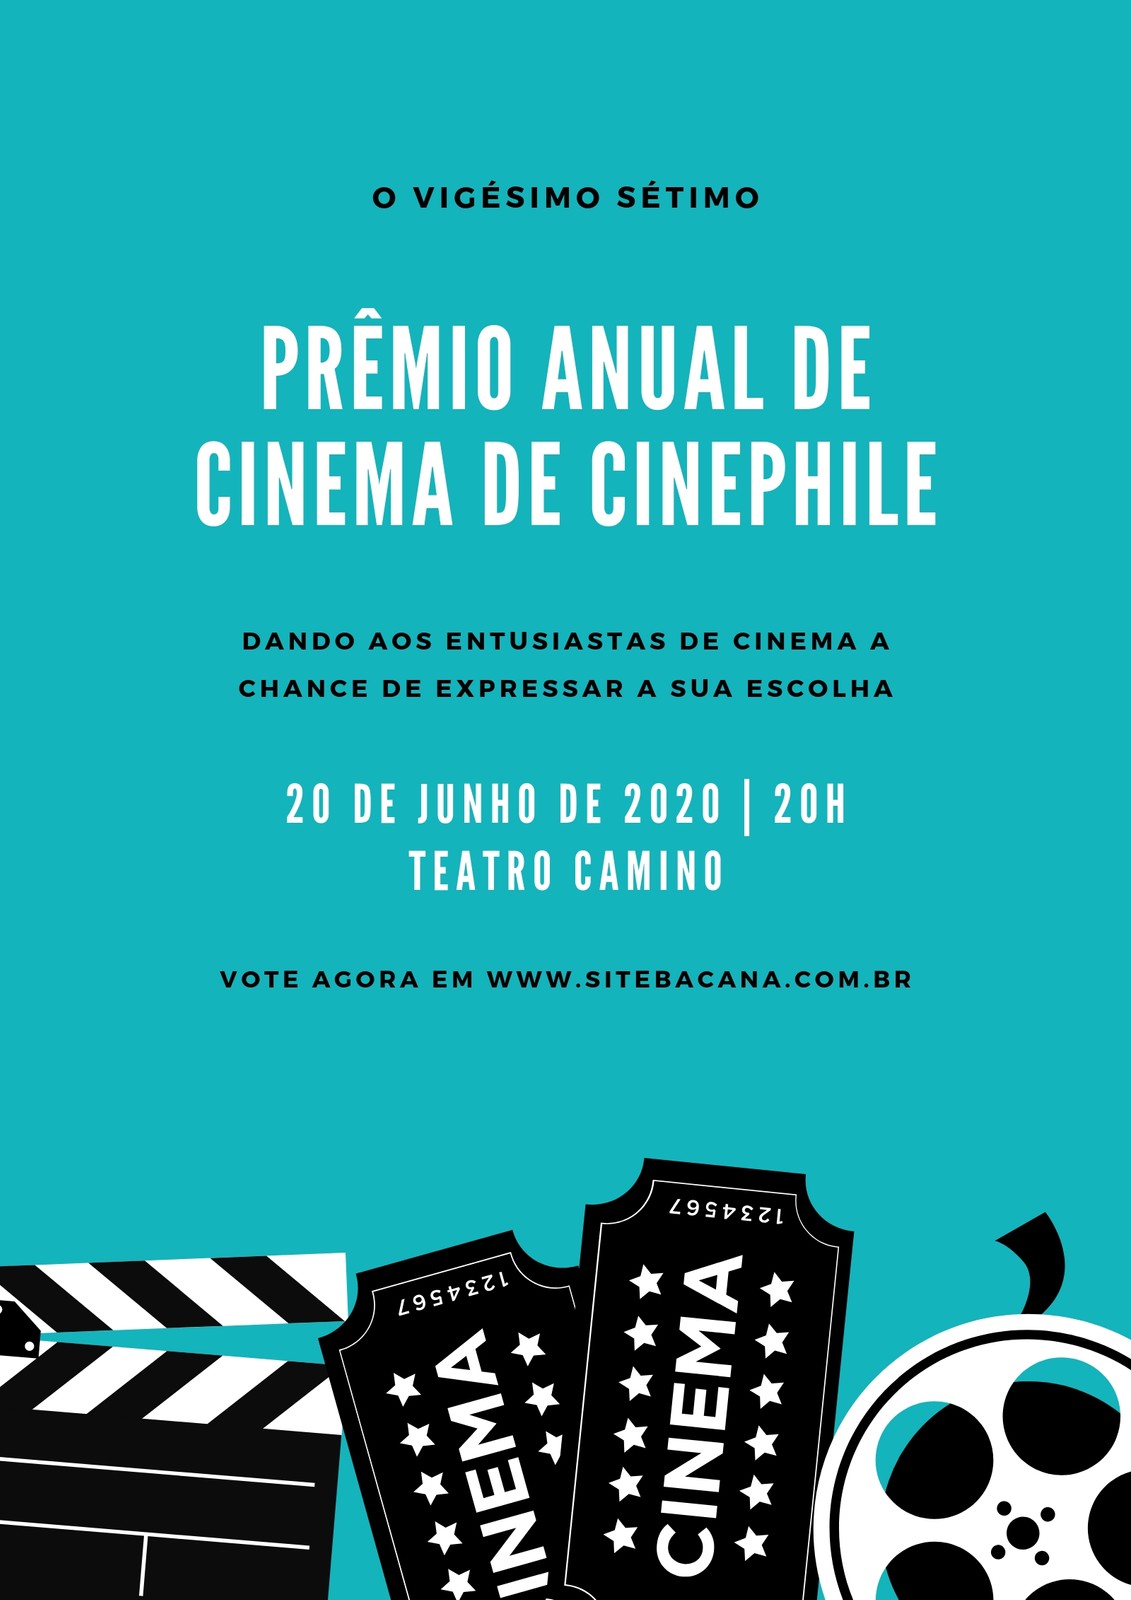 O VIGÉSIMO SÉTIMO
PRÊMIO ANUAL DE
CINEMA DE CINEPHILE
DANDO AOS ENTUSIASTAS DE CINEMA A
CHANCE DE EXPRESSAR A SUA ESCOLHA
20 DE JUNHO DE 2020 | 20H
TEATRO CAMINO
VOTE AGORA EM WWW.SITEBACANA.COM.BR
1234567
CINEMA
1234567
INEMA